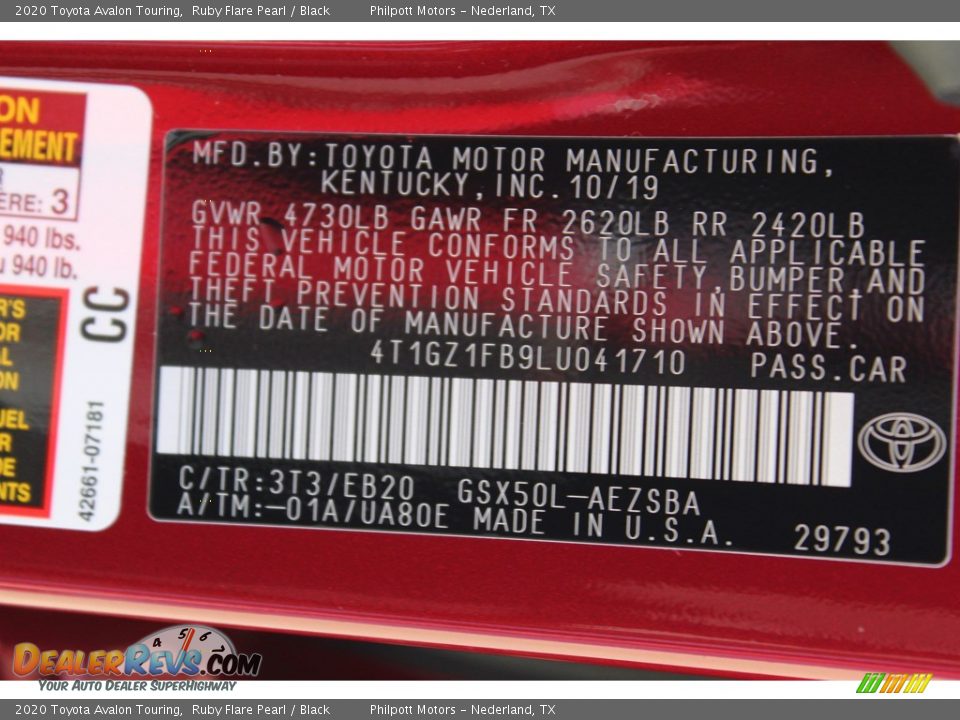 2020 Toyota Avalon Touring, Ruby Flare Pearl / Black Philpott Motors - Nederland, TX
ON
EMENT
ERE: 3
940 lbs.
940 lb.
CC
42661-07181
MFD.BY:TOYOTA MOTOR MANUFACTURING,
KENTUCKY,INC.10/19
GVWR 4730LB GAWR FR 2620LB RR 2420LB
THIS VEHICLE CONFORMS TO ALL APPLICABLE
FEDERAL MOTOR VEHICLE SAFETY,BUMPER,AND
THEFT PREVENTION STANDARDS IN EFFECT ON
THE DATE OF MANUFACTURE SHOWN ABOVE.
4T1GZ1FB9LU041710 PASS.CAR
C/TR:3T3/EB20 GSX50L-AEZSBA
A/TM:-01A/UA80E MADE IN U.S.A.
29793
4 5 6
DealerRevs.com
Your Auto Dealer SuperHighway
2020 Toyota Avalon Touring, Ruby Flare Pearl / Black Philpott Motors - Nederland, TX